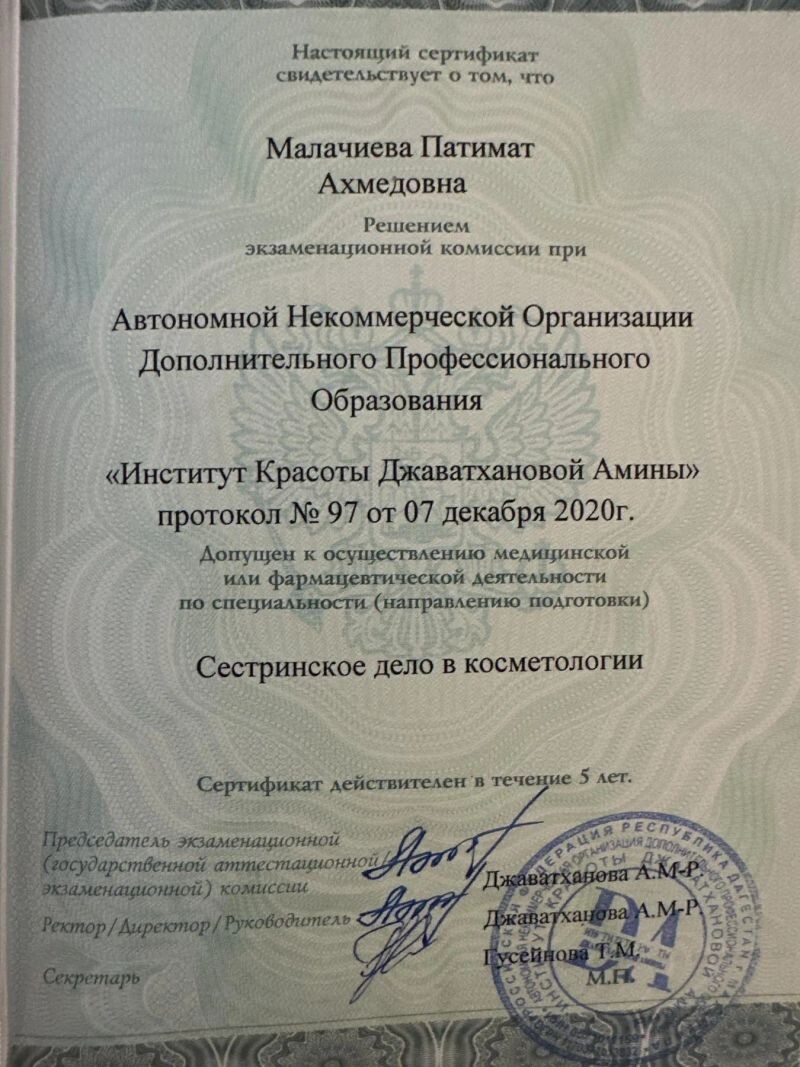 Настоящий сертификат
свидетельствует о том, что
Малачиева Патимат
Ахмедовна
Решением
экзаменационной комиссии при
Автономной Некоммерческой Организации
Дополнительного Профессионального
Образования
«Институт Красоты Джаватхановой Амины»
протокол № 97 от 07 декабря 2020г.
Допущен к осуществлению медицинской
или фармацевтической деятельности
по специальности (направлению подготовки)
Сестринское дело в косметологии
Сертификат действителен в течение 5 лет.
Председатель экзаменационной
(государственной аттестационной/
экзаменационной) комиссии
Джаватханова А.М-Р.
Ректор/Директор/Руководитель
Джаватханова А.М-Р.
Гусейнова Т.М.
Секретарь
М.П.
РЕСПУБЛИКА ДАГЕСТАН